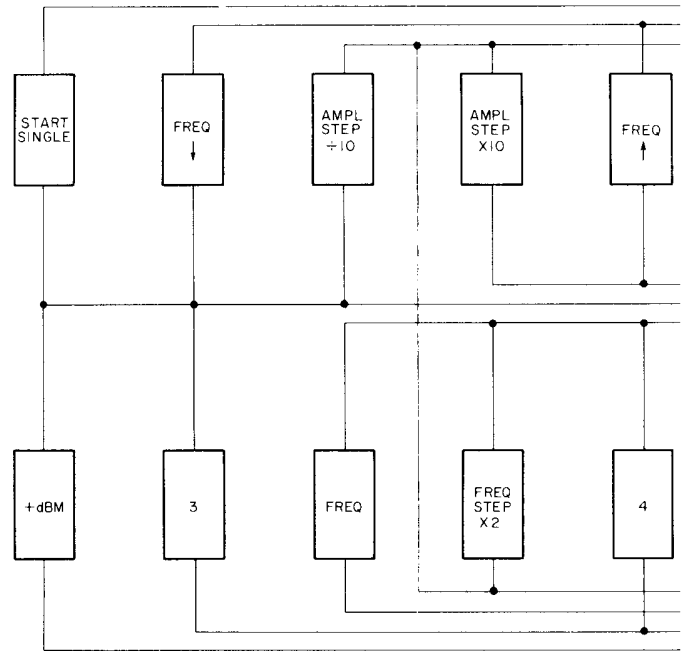 START
SINGLE
FREQ
↓
AMPL
STEP
÷10
AMPL
STEP
X10
FREQ
↑
+dBM
3
FREQ
FREQ
STEP
X2
4